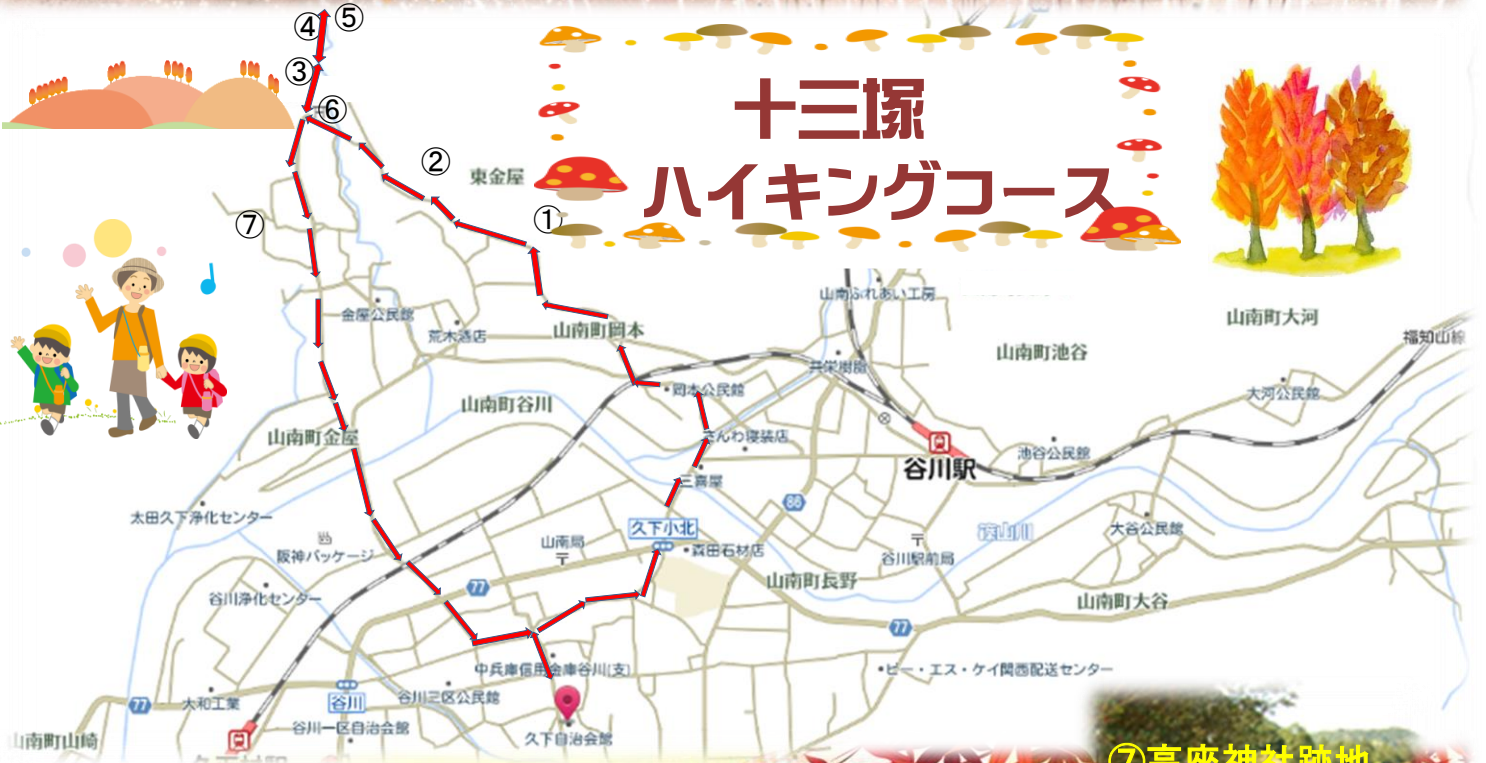 ④ ⑤
③
⑥
②
①
⑦
十三塚
ハイキングコース
東金屋
山南ふれあい工房
山南町大河
福知山線
金屋公民館
荒木酒店
山南町岡本
山南町池谷
共栄樹脂
岡本公民館
大河公民館
山南町谷川
山南町金屋
さんわ寝装店
谷川駅
池谷公民館
三喜屋
86
太田久下浄化センター
久下小北
大谷公民館
阪神パッケージ
山南局
〒
森田石材店
〒
谷川駅前局
山南町長野
77
谷川浄化センター
山南町大谷
77
中兵庫信用金庫谷川(支)
ビー・エス・ケイ関西配送センター
77
大和工業
谷川
谷川二区公民館
谷川一区自治会館
久下自治会館
山南町山崎
⑦高座神社跡地